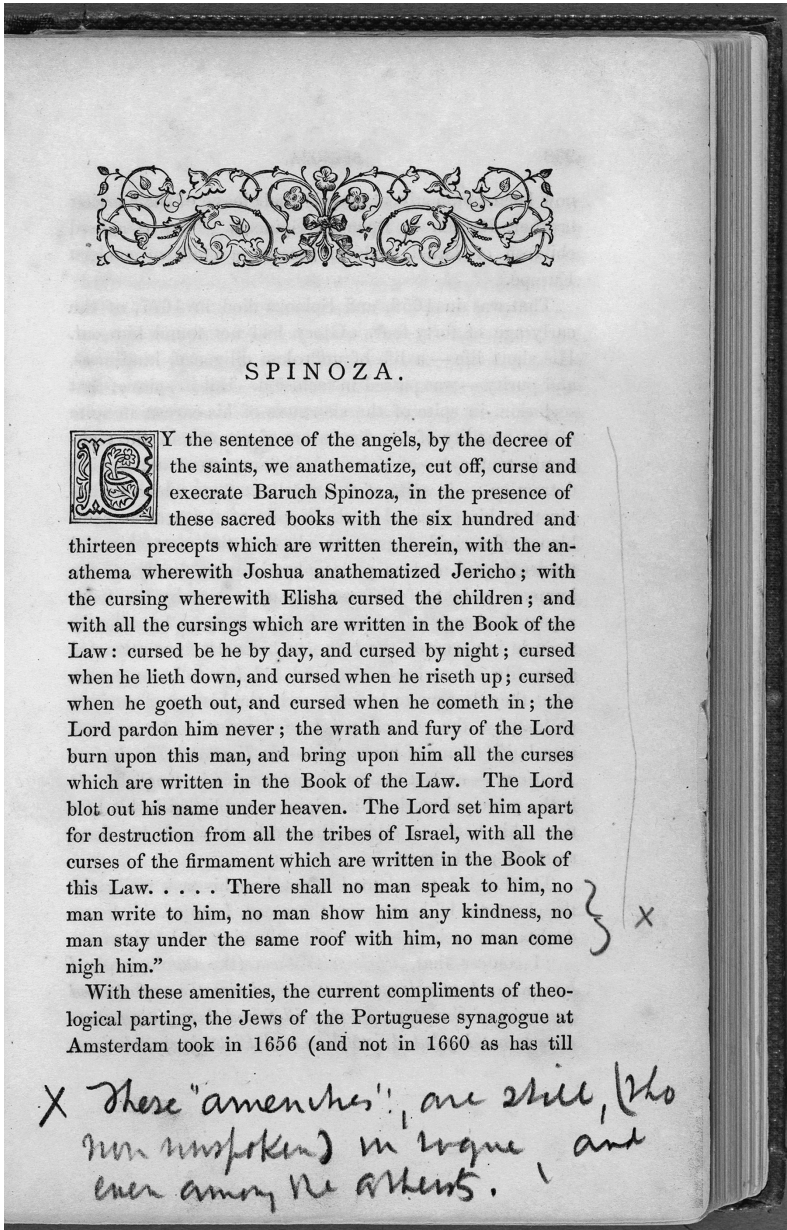 SPINOZA.
BY the sentence of the angels, by the decree of
the saints, we anathematize, cut off, curse and
execrate Baruch Spinoza, in the presence of
these sacred books with the six hundred and
thirteen precepts which are written therein, with the an-
athema wherewith Joshua anathematized Jericho; with
the cursing wherewith Elisha cursed the children; and
with all the cursings which are written in the Book of the
Law: cursed be he by day, and cursed by night; cursed
when he lieth down, and cursed when he riseth up; cursed
when he goeth out, and cursed when he cometh in; the
Lord pardon him never; the wrath and fury of the Lord
burn upon this man, and bring upon him all the curses
which are written in the Book of the Law. The Lord
blot out his name under heaven. The Lord set him apart
for destruction from all the tribes of Israel, with all the
curses of the firmament which are written in the Book of
this Law. . . . . There shall no man speak to him, no
man write to him, no man show him any kindness, no
man stay under the same roof with him, no man come
nigh him.”
X
With these amenities, the current compliments of theo-
logical parting, the Jews of the Portuguese synagogue at
Amsterdam took in 1656 (and not in 1660 as has till
X These "amenities", are still, (tho
now unspoken) in vogue, and
even among the atheists.